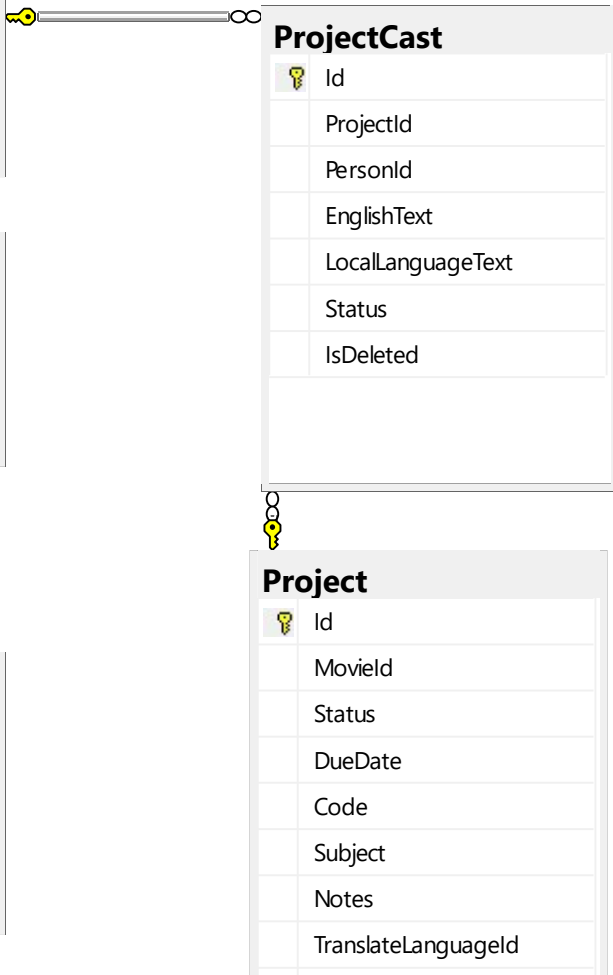 ProjectCast
Id
ProjectId
PersonId
EnglishText
LocalLanguageText
Status
IsDeleted
Project
Id
MovieId
Status
DueDate
Code
Subject
Notes
TranslateLanguageId